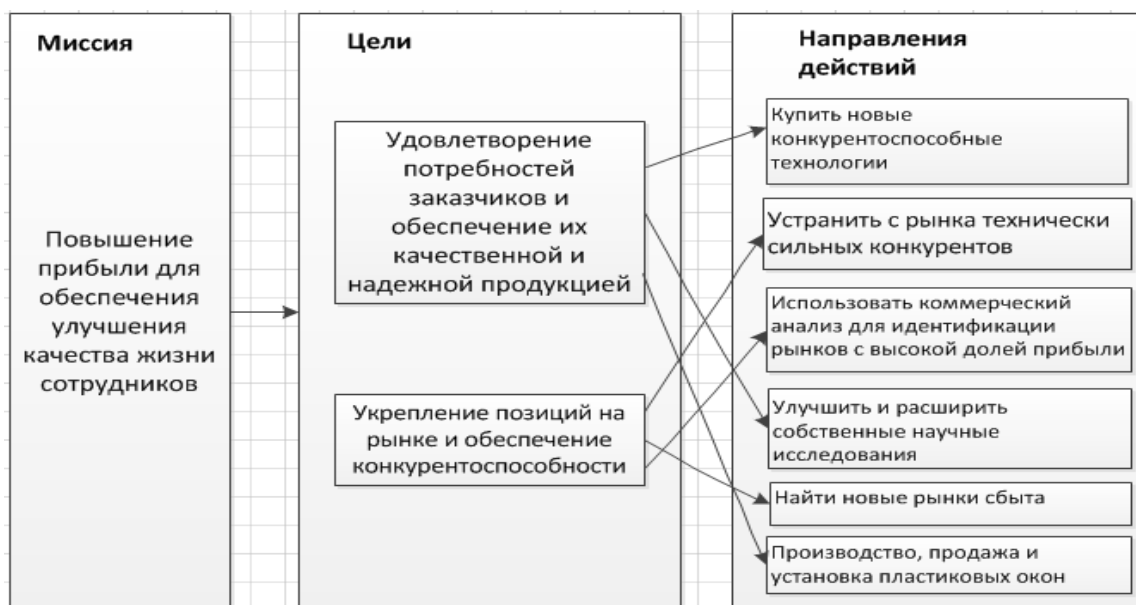 Миссия
Повышение
прибыли для
обеспечения
улучшения
качества жизни
сотрудников
Цели
Удовлетворение
потребностей
заказчиков и
обеспечение их
качественной и
надежной продукцией
Укрепление позиций на
рынке и обеспечение
конкурентоспособности
Направления
действий
Купить новые
конкурентоспособные
технологии
Устранить с рынка технически
сильных конкурентов
Использовать коммерческий
анализ для идентификации
рынков с высокой долей прибыли
Улучшить и расширить
собственные научные
исследования
Найти новые рынки сбыта
Производство, продажа и
установка пластиковых окон